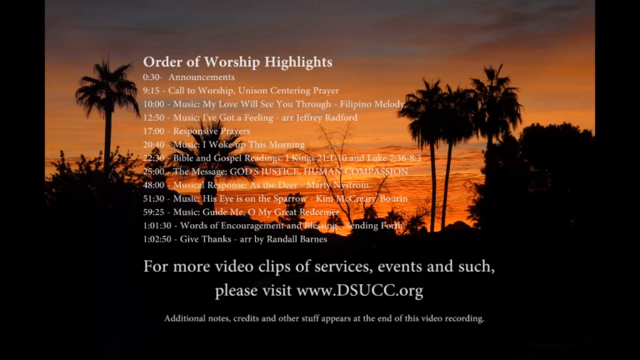 Order of Worship Highlights
0:30- Announcements
9:15 - Call to Worship, Unison Centering Prayer
10:00 - Music: My Love Will See You Through - Filipino Melody
12:50 - Music: I've Got a Feeling - arr Jeffrey Radford
17:00 - Responsive Prayers
20:40 - Music: I Woke up This Morning
22:30 - Bible and Gospel Readings: I Kings 21:1-10 and Luke 7:36-8:3
25:00 - The Message: GOD'S JUSTICE, HUMAN COMPASSION
48:00 - Musical Response: As the Deer - Marty Nystrom
51:30 - Music: His Eye is on the Sparrow - Kim McCreary Bourin
59:25 - Music: Guide Me, O My Great Redeemer
1:01:30 - Words of Encouragement and Blessing - Sending Forth
1:02:50 - Give Thanks - arr by Randall Barnes
For more video clips of services, events and such,
please visit www.DSUCC.org
Additional notes, credits and other stuff appears at the end of this video recording.